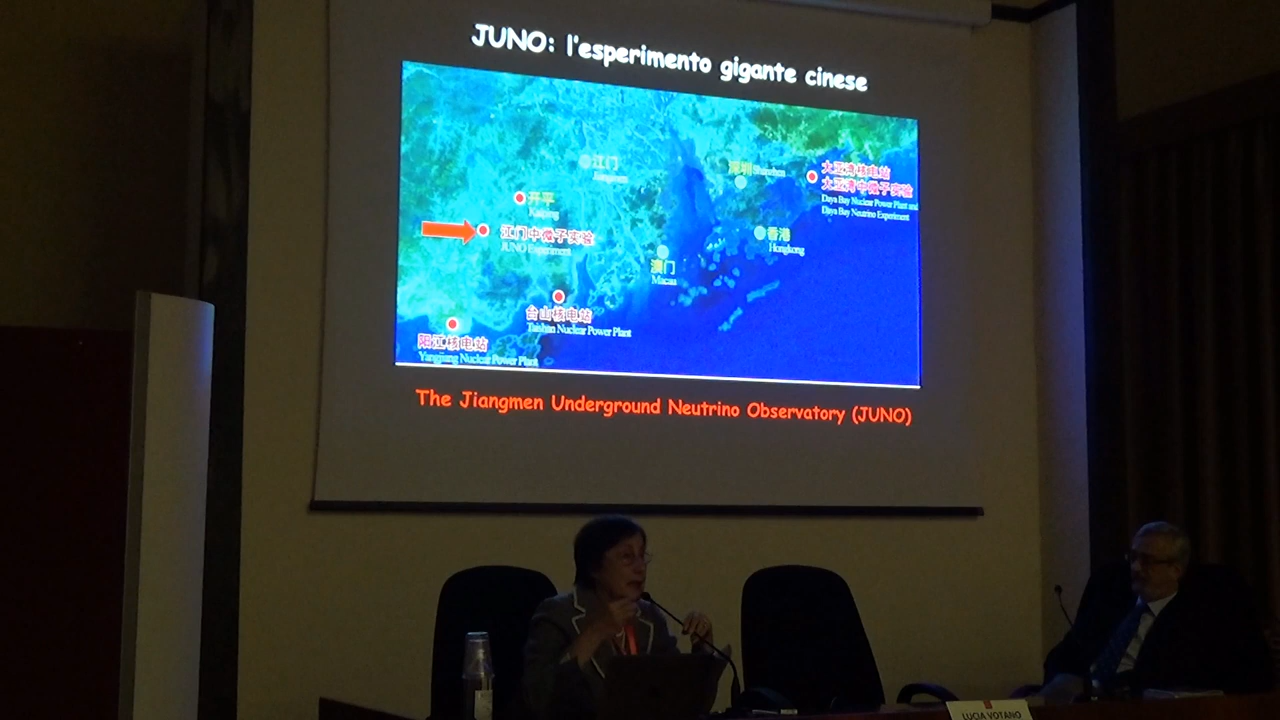 JUNO: l'esperimento gigante cinese
江门
Jiangmen
深圳 Shenzhen
大亚湾核电站
大亚湾中微子实验
Daya Bay Nuclear Power Plant and
Daya Bay Neutrino Experiment
开平
Kaiping
江门中微子实验
JUNO Experiment
香港
Hongkong
澳门
Macau
台山核电站
Taishan Nuclear Power Plant
阳江核电站
Yangjiang Nuclear Power Plant
The Jiangmen Underground Neutrino Observatory (JUNO)
LUCIA VOTANO